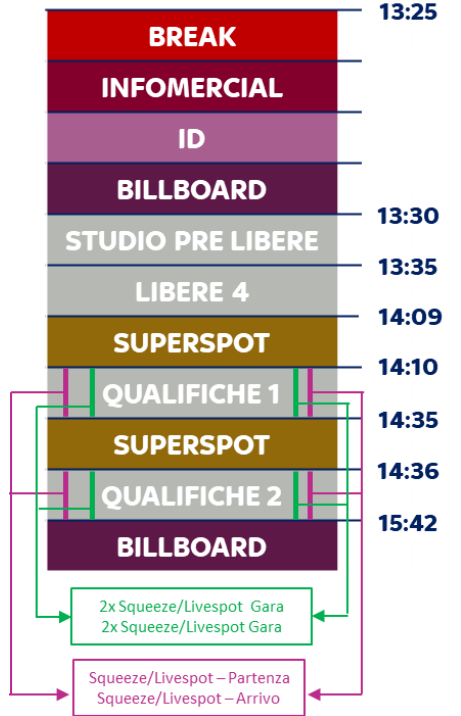 13:25
BREAK
INFOMERCIAL
ID
BILLBOARD
13:30
STUDIO PRE LIBERE
13:35
LIBERE 4
14:09
SUPERSPOT
14:10
QUALIFICHE 1
14:35
SUPERSPOT
14:36
QUALIFICHE 2
15:42
BILLBOARD
2x Squeeze/Livespot Gara
2x Squeeze/Livespot Gara
Squeeze/Livespot – Partenza
Squeeze/Livespot – Arrivo